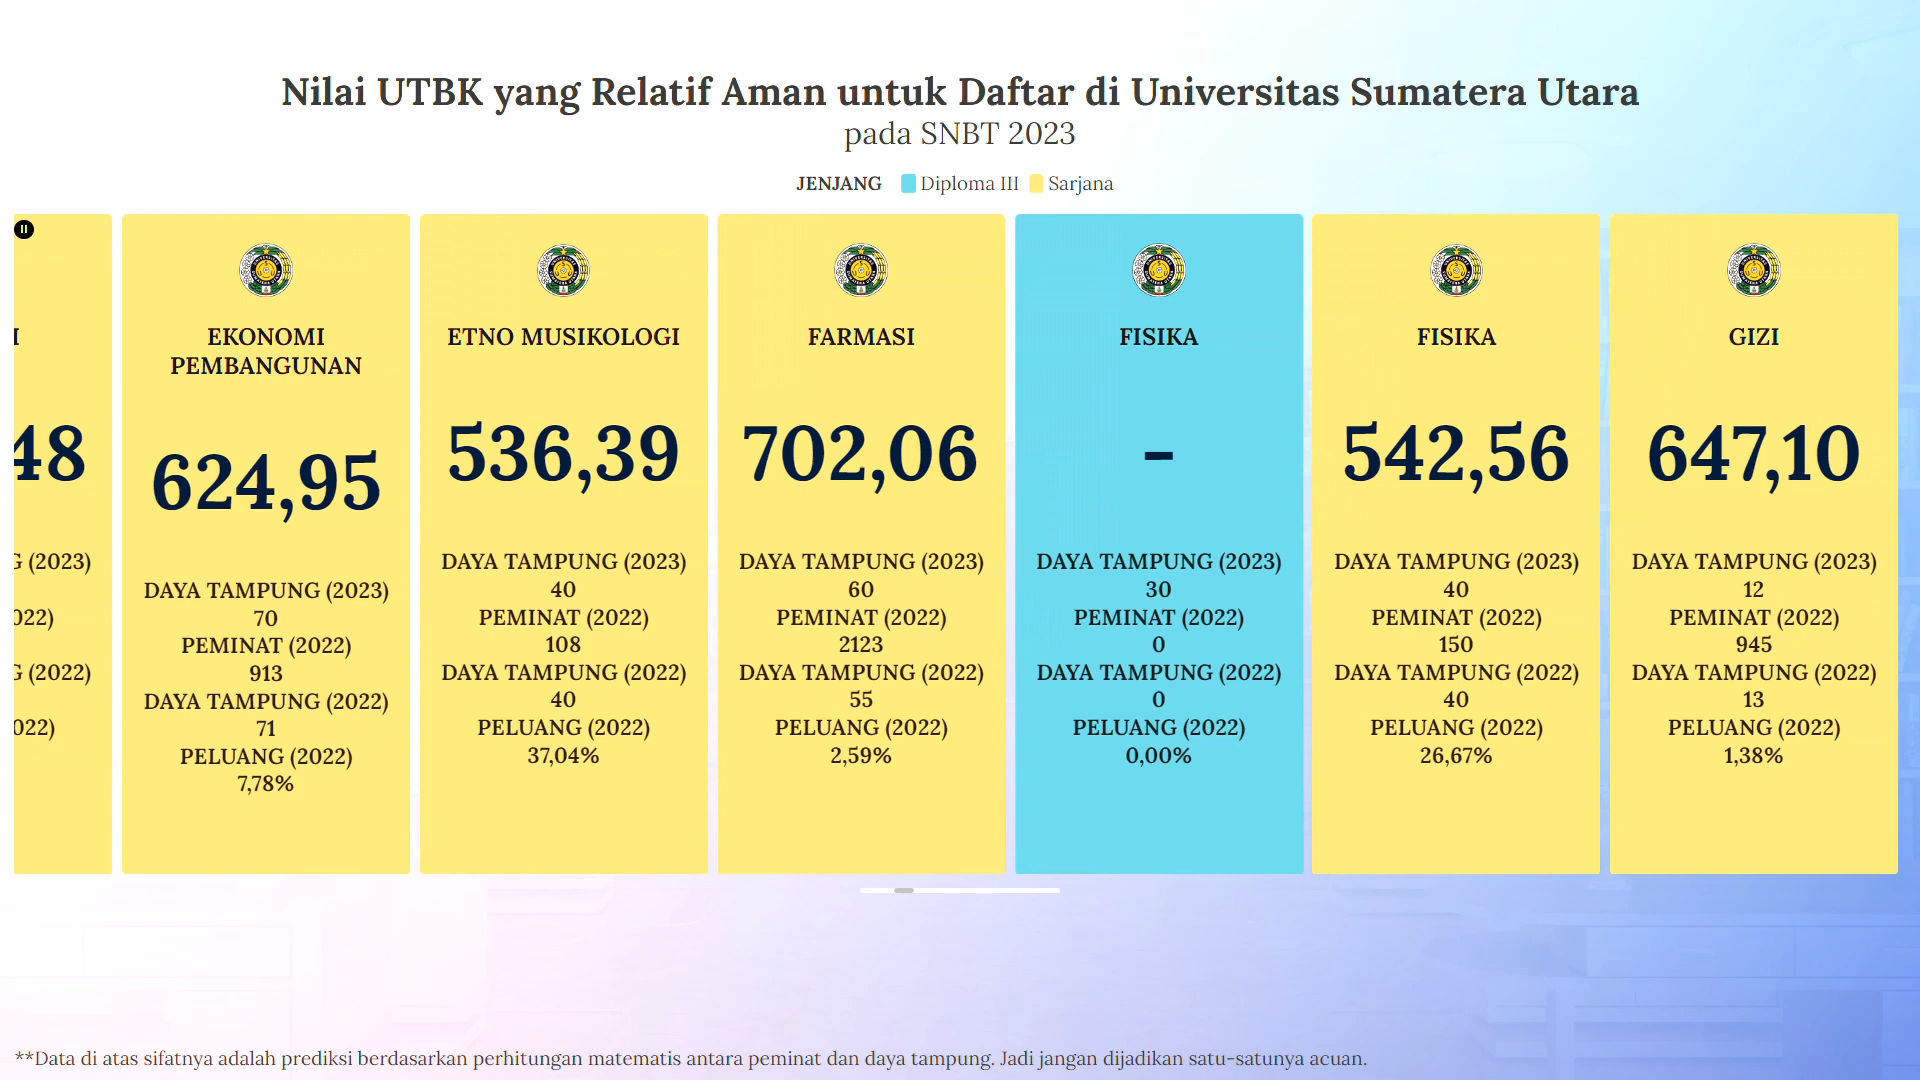 Nilai UTBK yang Relatif Aman untuk Daftar di Universitas Sumatera Utara
pada SNBT 2023
JENJANG Diploma III Sarjana
I
48
G (2023)
022)
G (2022)
022)
EKONOMI
PEMBANGUNAN
624,95
DAYA TAMPUNG (2023)
70
PEMINAT (2022)
913
DAYA TAMPUNG (2022)
71
PELUANG (2022)
7,78%
ETNO MUSIKOLOGI
536,39
DAYA TAMPUNG (2023)
40
PEMINAT (2022)
108
DAYA TAMPUNG (2022)
40
PELUANG (2022)
37,04%
FARMASI
702,06
DAYA TAMPUNG (2023)
60
PEMINAT (2022)
2123
DAYA TAMPUNG (2022)
55
PELUANG (2022)
2,59%
FISIKA
-
DAYA TAMPUNG (2023)
30
PEMINAT (2022)
0
DAYA TAMPUNG (2022)
0
PELUANG (2022)
0,00%
FISIKA
542,56
DAYA TAMPUNG (2023)
40
PEMINAT (2022)
150
DAYA TAMPUNG (2022)
40
PELUANG (2022)
26,67%
GIZI
647,10
DAYA TAMPUNG (2023)
12
PEMINAT (2022)
945
DAYA TAMPUNG (2022)
13
PELUANG (2022)
1,38%
**Data di atas sifatnya adalah prediksi berdasarkan perhitungan matematis antara peminat dan daya tampung. Jadi jangan dijadikan satu-satunya acuan.